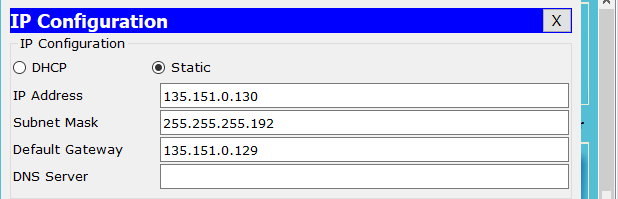 IP Configuration X
IP Configuration
DHCP Static
IP Address 135.151.0.130
Subnet Mask 255.255.255.192
Default Gateway 135.151.0.129
DNS Server